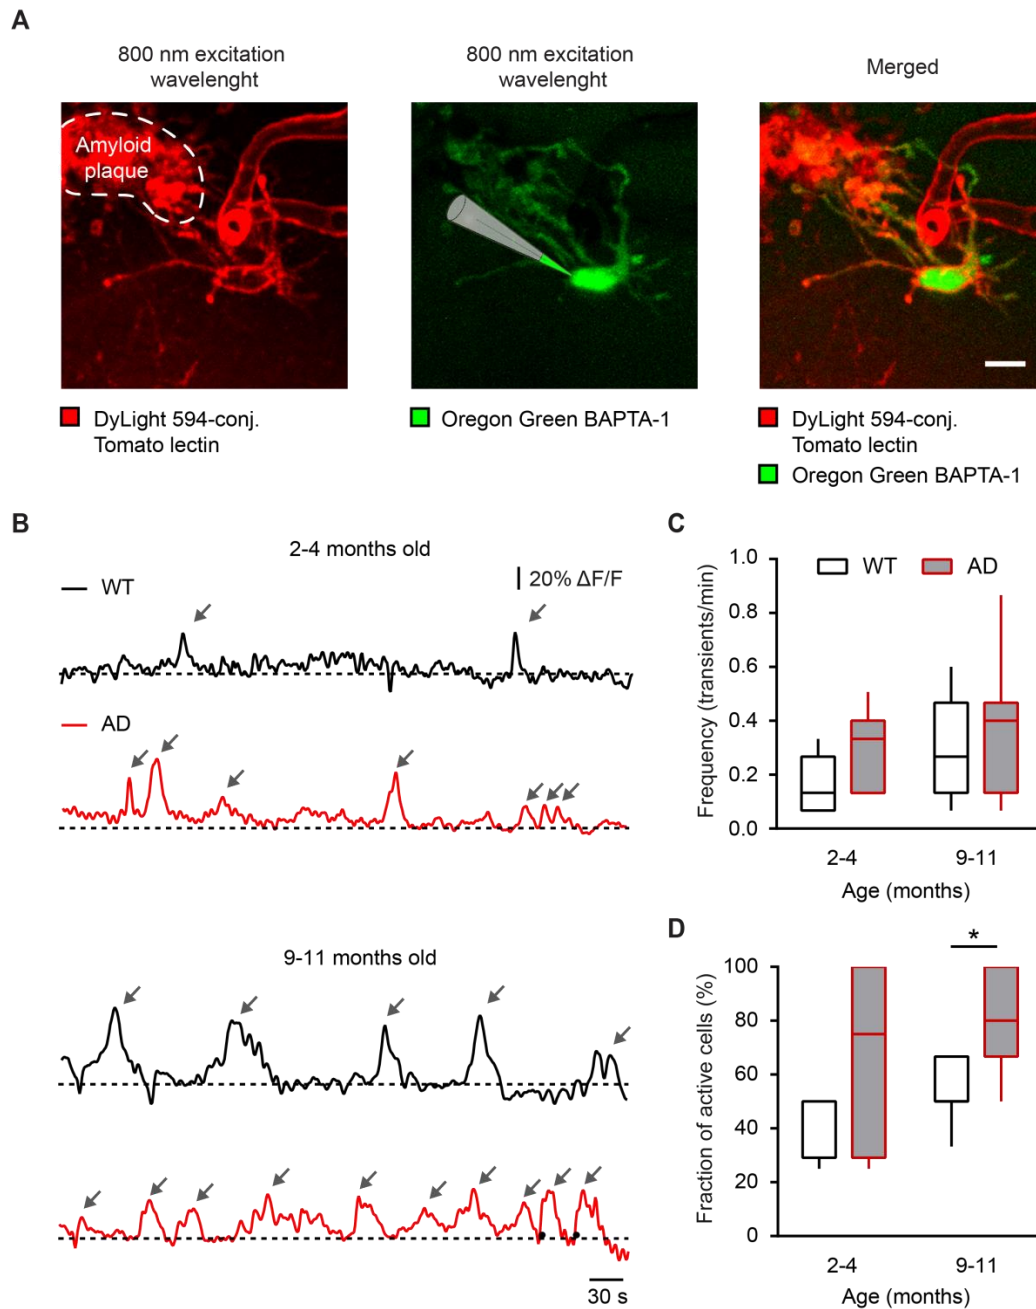 A
800 nm excitation
wavelenght
800 nm excitation
wavelenght
Merged
Amyloid
plaque
DyLight 594-conj.
Tomato lectin
Oregon Green BAPTA-1
DyLight 594-conj.
Tomato lectin
Oregon Green BAPTA-1
B
2-4 months old
WT
20% ΔF/F
AD
9-11 months old
30 s
C
1.0
0.8
0.6
0.4
0.2
0.0
Frequency (transients/min)
WT
AD
2-4
9-11
Age (months)
D
*
100
80
60
40
20
0
Fraction of active cells (%)
2-4
9-11
Age (months)